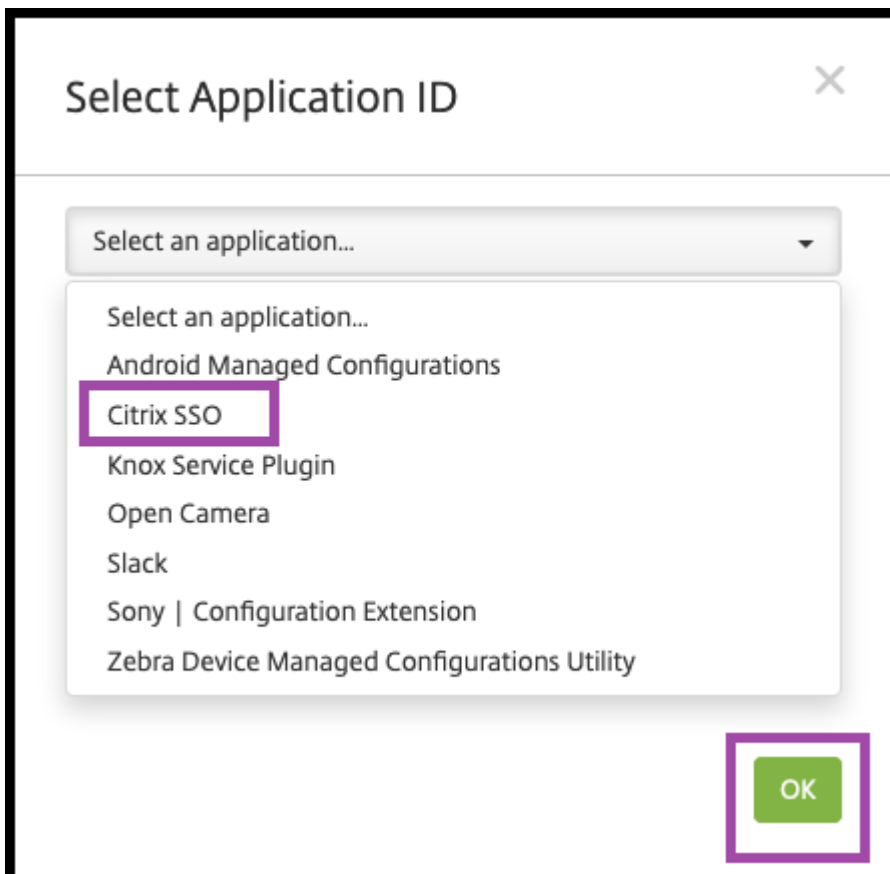 Select Application ID
Select an application...
Select an application...
Android Managed Configurations
Citrix SSO
Knox Service Plugin
Open Camera
Slack
Sony | Configuration Extension
Zebra Device Managed Configurations Utility
OK